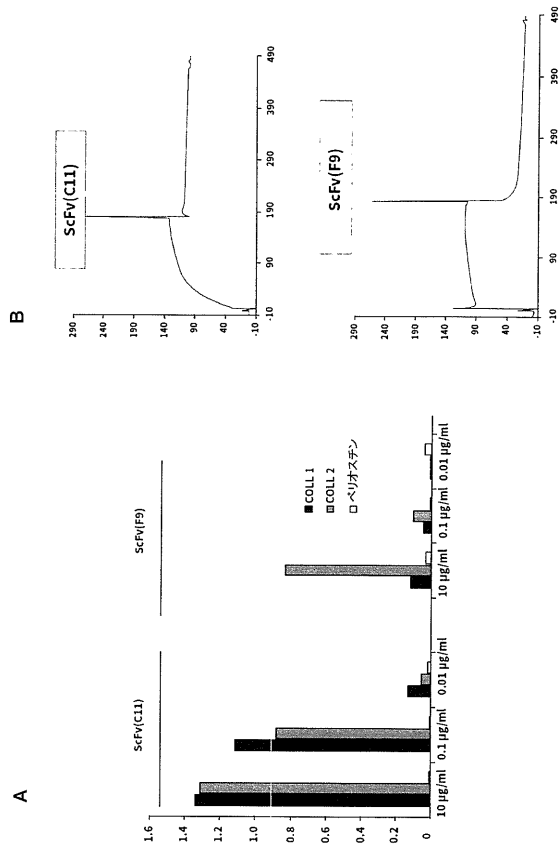 A
ScFv(C11)
ScFv(F9)
1.6
1.4
1.2
1.0
0.8
0.6
0.4
0.2
0
10 µg/ml
0.1 µg/ml
0.01 µg/ml
10 µg/ml
0.1 µg/ml
0.01 µg/ml
COLL 1
COLL 2
ペリオスチン
B
ScFv(C11)
290
240
190
140
90
40
-10
-10
90
190
290
390
490
ScFv(F9)
290
240
190
140
90
40
-10
-10
90
190
290
390
490